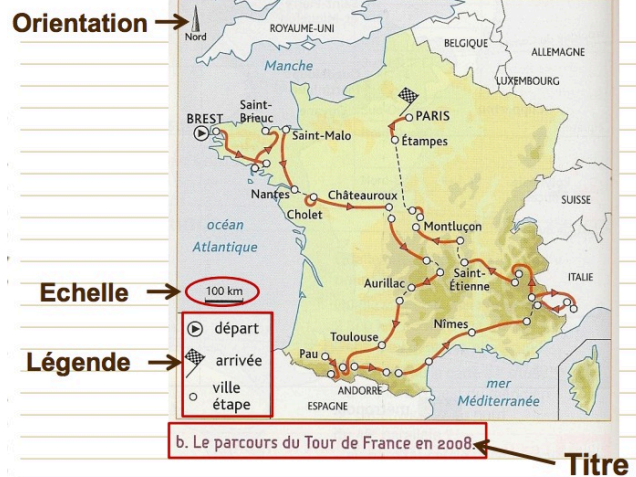 Orientation
Nord
ROYAUME-UNI
BELGIQUE
ALLEMAGNE
Manche
LUXEMBOURG
Saint-
Brieuc
BREST
PARIS
Saint-Malo
Étampes
Nantes
Châteauroux
SUISSE
Cholet
océan
Atlantique
Montluçon
Aurillac
Saint-
Étienne
ITALIE
Echelle
100 km
départ
Nîmes
Toulouse
Légende
arrivée
Pau
ville
étape
ANDORRE
mer
Méditerranée
ESPAGNE
b. Le parcours du Tour de France en 2008.
Titre